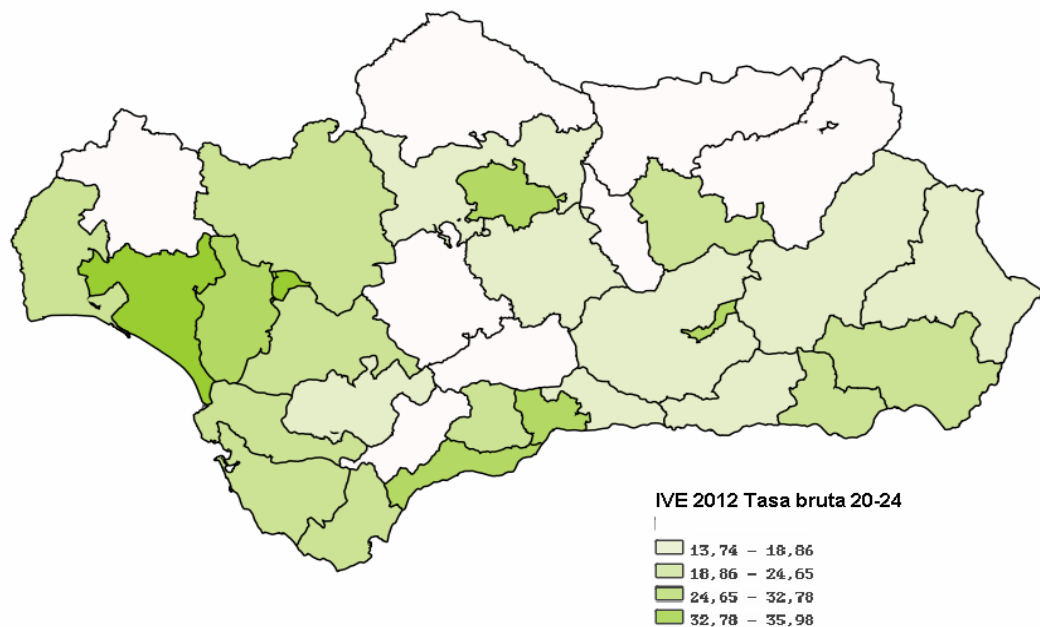 IVE 2012 Tasa bruta 20-24
13,74 - 18,86
18,86 - 24,65
24,65 - 32,78
32,78 - 35,98